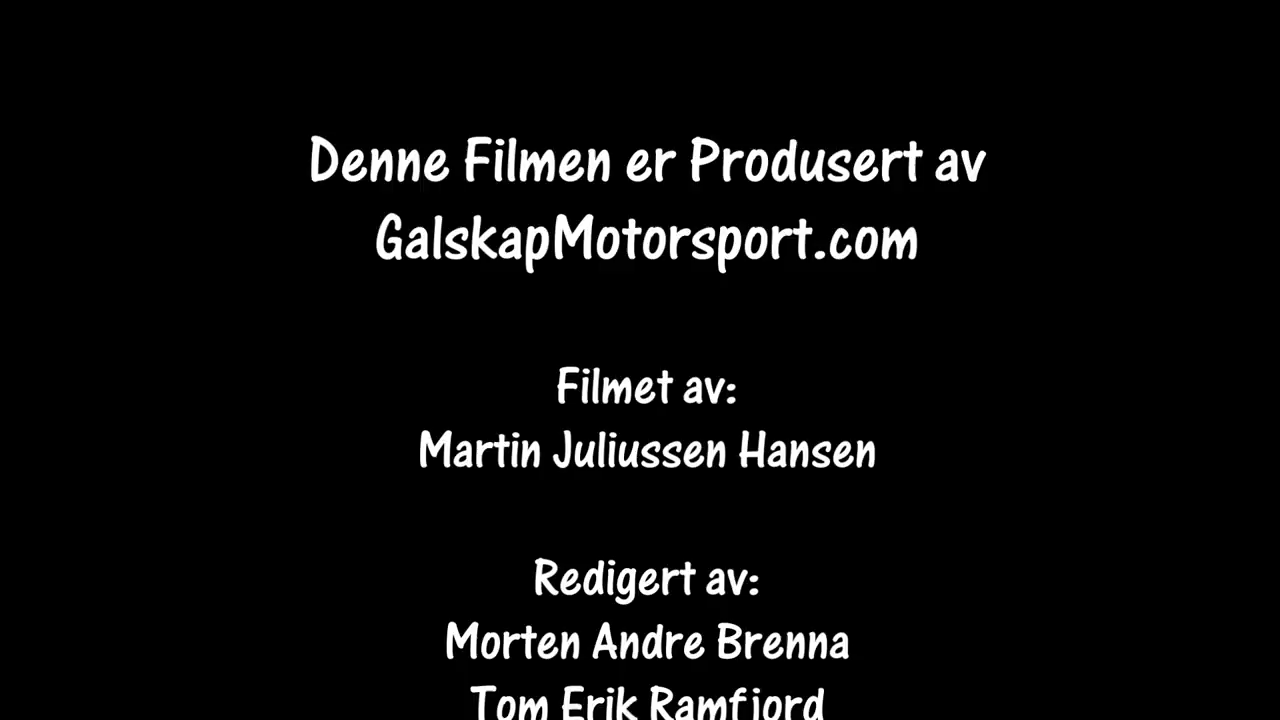 Denne Filmen er Produsert av
GalskapMotorsport.com
Filmet av:
Martin Juliussen Hansen
Redigert av:
Morten Andre Brenna
Tom Erik Ramfjord